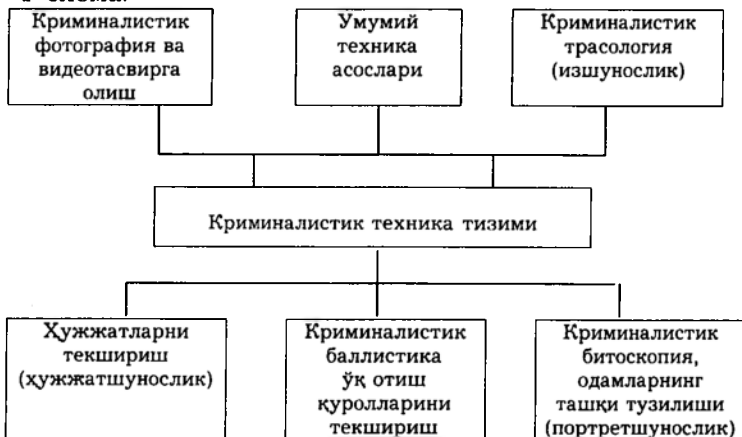 Криминалистик
фотография ва
видеотасвирга
олиш
Умумий
техника
асослари
Криминалистик
трасология
(изшунослик)
Криминалистик техника тизими
Ҳужжатларни
текшириш
(ҳужжатшунослик)
Криминалистик
баллистика
ўқ отиш
қуролларини
текшириш
Криминалистик
битоскопия,
одамларнинг
ташқи тузилиши
(портретшунослик)